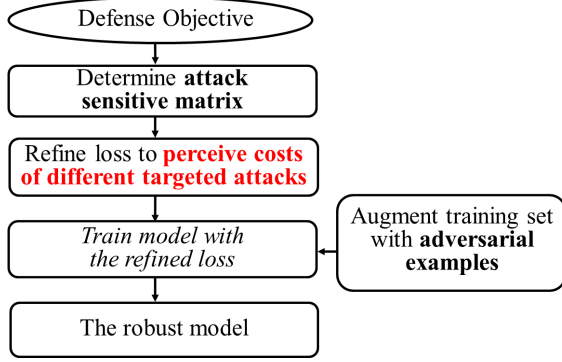 Defense Objective
Determine attack
sensitive matrix
Refine loss to perceive costs
of different targeted attacks
Train model with
the refined loss
Augment training set
with adversarial
examples
The robust model